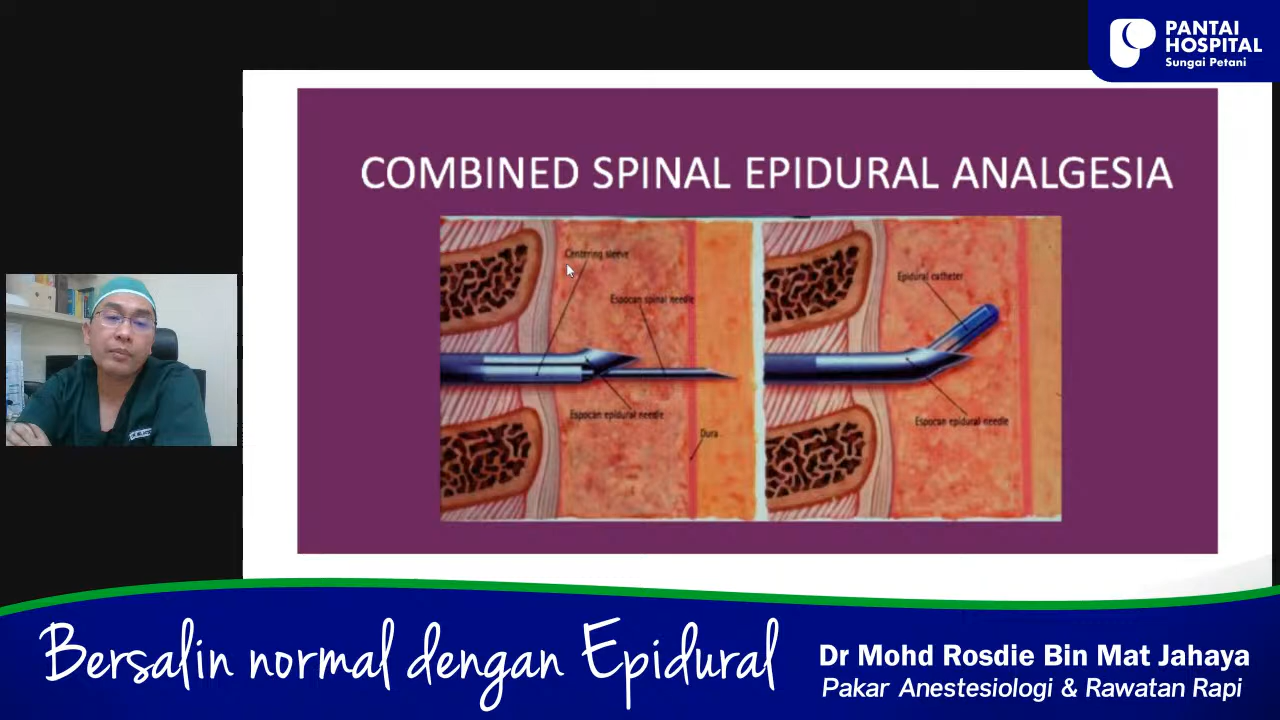 PANTAI
HOSPITAL
Sungai Petani
COMBINED SPINAL EPIDURAL ANALGESIA
Centering sleeve
Espocan spinal needle
Espocan epidural needle
Dura
Epidural catheter
Espocan epidural needle
Bersalin normal dengan Epidural
Dr Mohd Rosdie Bin Mat Jahaya
Pakar Anestesiologi & Rawatan Rapi